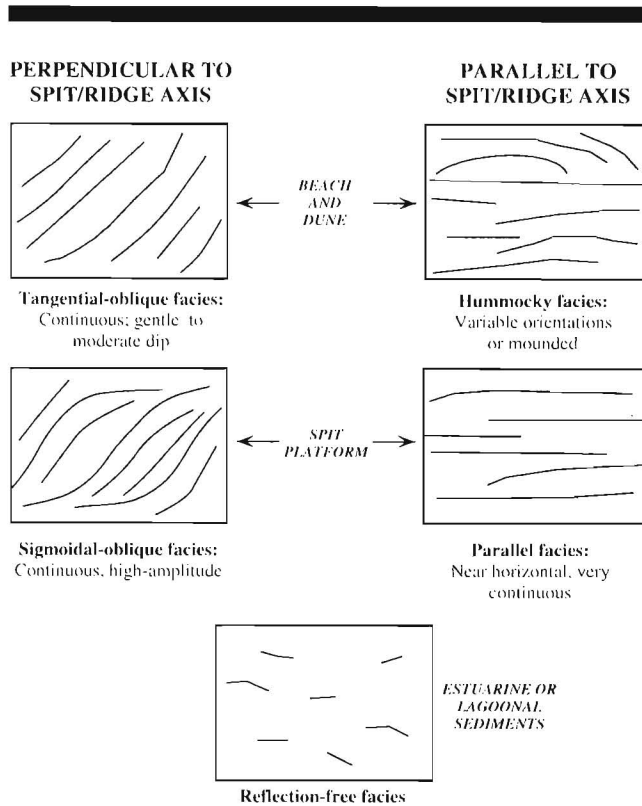 PERPENDICULAR TO
SPIT/RIDGE AXIS
PARALLEL TO
SPIT/RIDGE AXIS
BEACH
AND
DUNE
Tangential-oblique facies:
Continuous; gentle to
moderate dip
Hummocky facies:
Variable orientations
or mounded
SPIT
PLATFORM
Sigmoidal-oblique facies:
Continuous, high-amplitude
Parallel facies:
Near horizontal, very
continuous
ESTUARINE OR
LAGOONAL
SEDIMENTS
Reflection-free facies